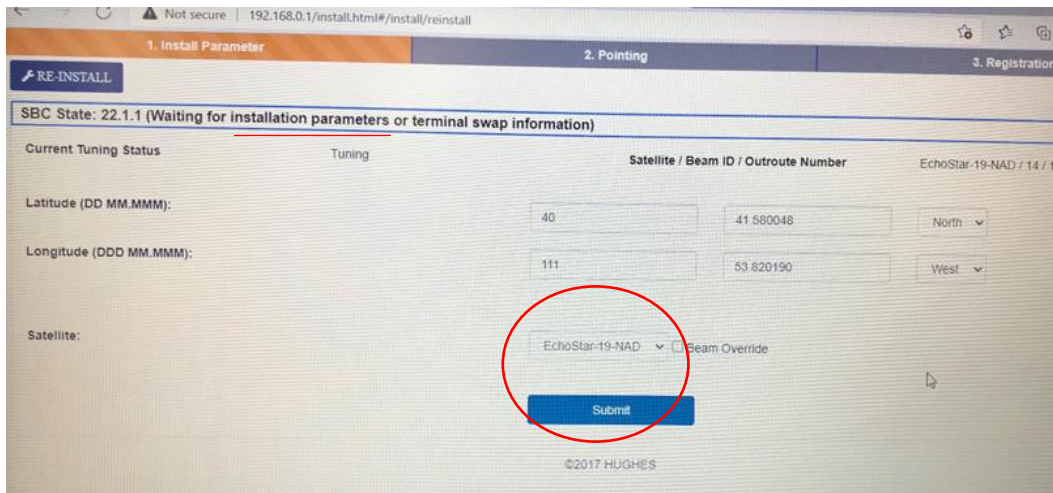 Not secure 192.168.0.1/install.html#/install/reinstall
1. Install Parameter
2. Pointing
3. Registration
RE-INSTALL
SBC State: 22.1.1 (Waiting for installation parameters or terminal swap information)
Current Tuning Status Tuning Satellite / Beam ID / Outroute Number EchoStar-19-NAD / 14 / 1
Latitude (DD MM.MMM): 40 41.580048 North
Longitude (DDD MM.MMM): 111 53.820190 West
Satellite: EchoStar-19-NAD Beam Override
Submit
©2017 HUGHES